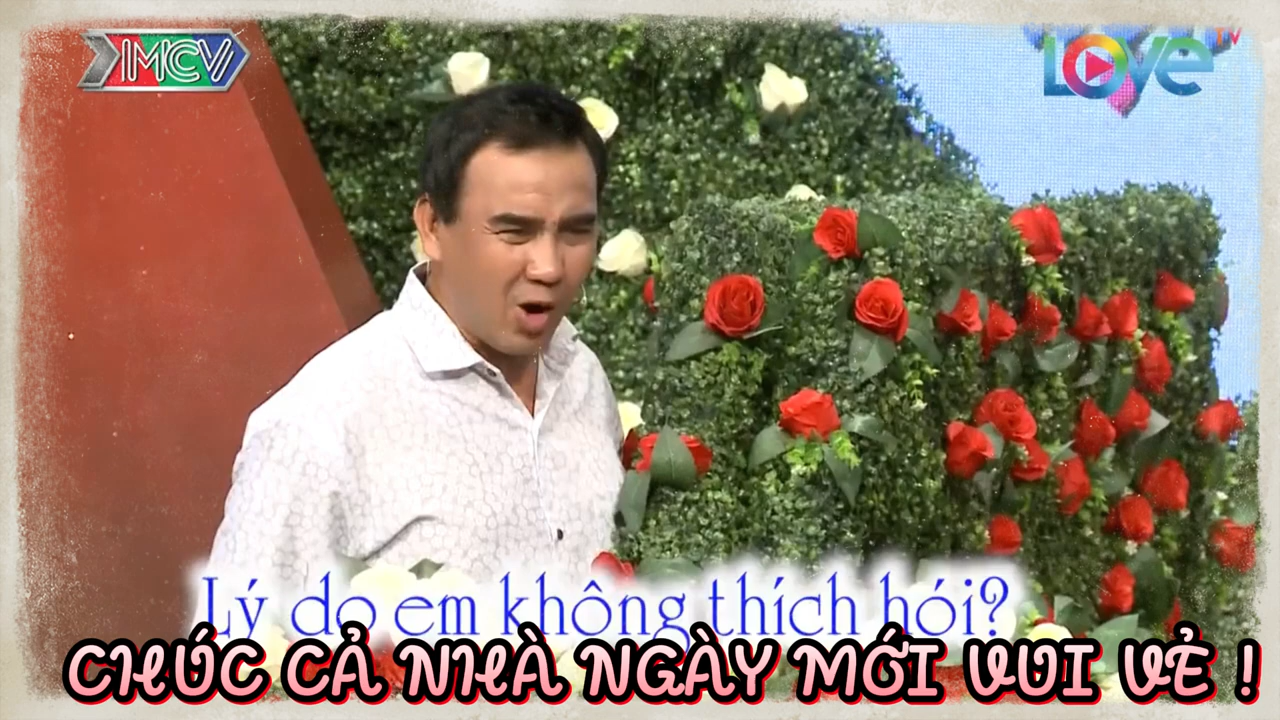 MCV
LOVE TV
Lý do em không thích hói?
CHÚC CẢ NHÀ NGÀY MỚI VUI VẺ !